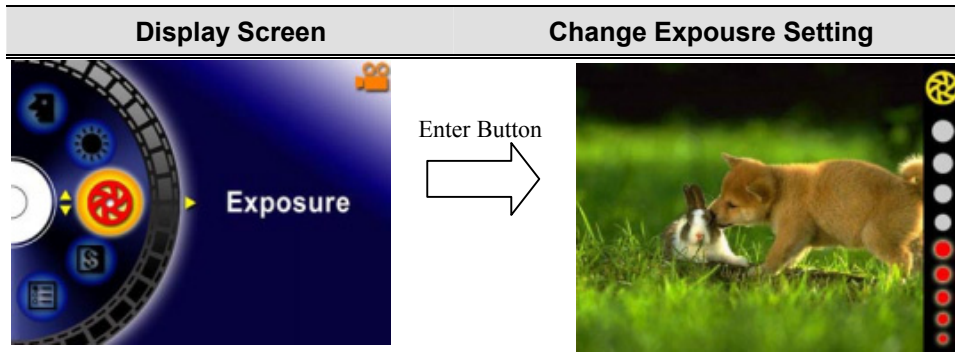 Display Screen
Change Expousre Setting
Enter Button
Exposure
S